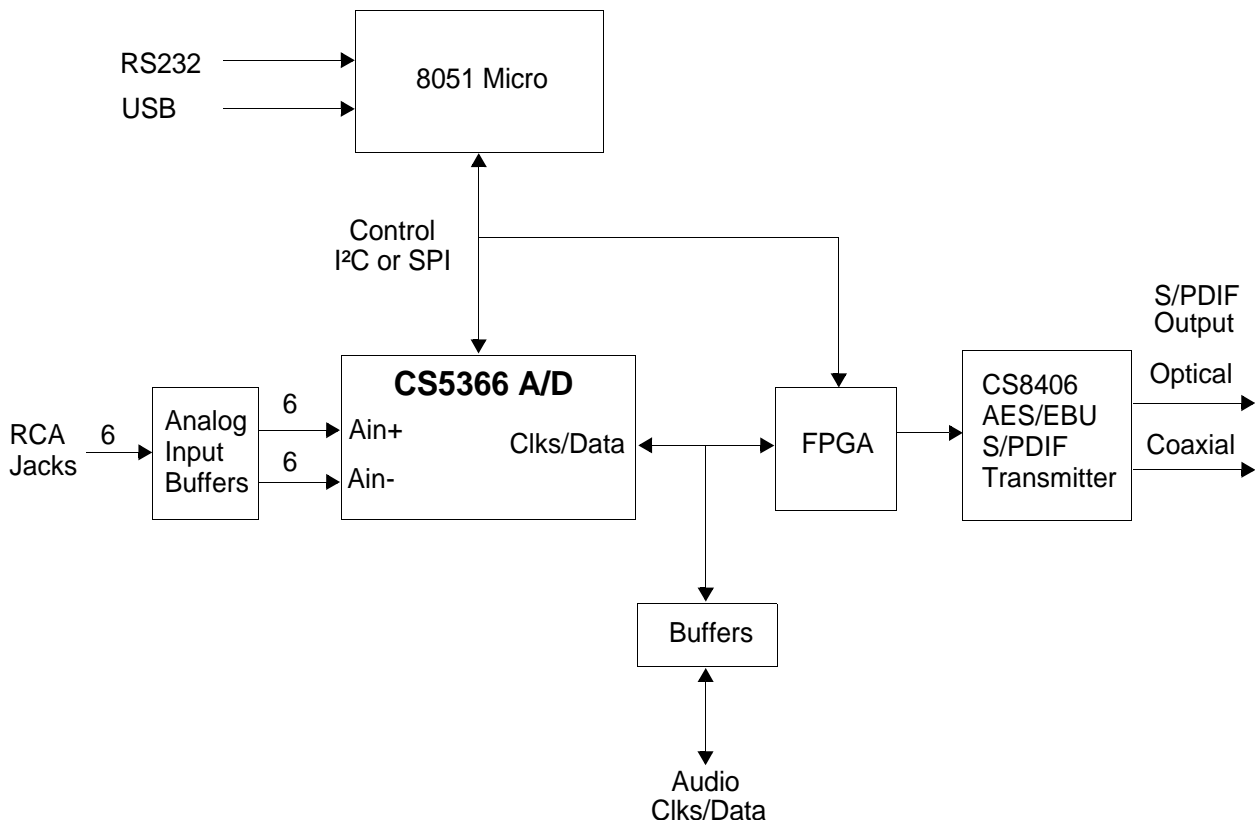 RS232
USB
8051 Micro
Control
I²C or SPI
S/PDIF
Output
CS5366 A/D
RCA
Jacks
6
Analog
Input
Buffers
6
6
Ain+
Ain-
Clks/Data
FPGA
CS8406
AES/EBU
S/PDIF
Transmitter
Optical
Coaxial
Buffers
Audio
Clks/Data